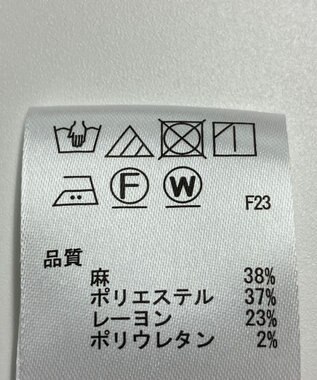 F W F23
品質
麻 38%
ポリエステル 37%
レーヨン 23%
ポリウレタン 2%